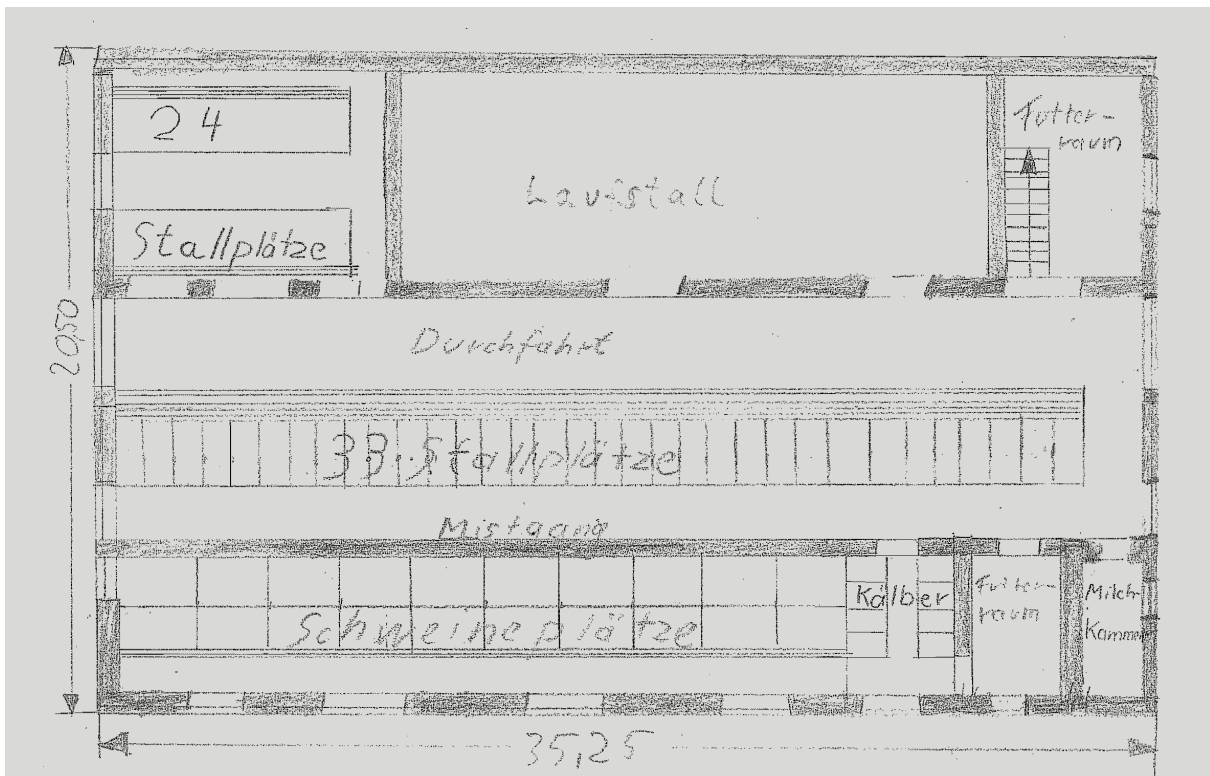 24
Stallplätze
Laufstall
Futter-
raum
Durchfahrt
20,50
33 Stallplätze
Mistgang
Schweineplätze
Kälber
Futter-
raum
Milch-
Kammer
35,25